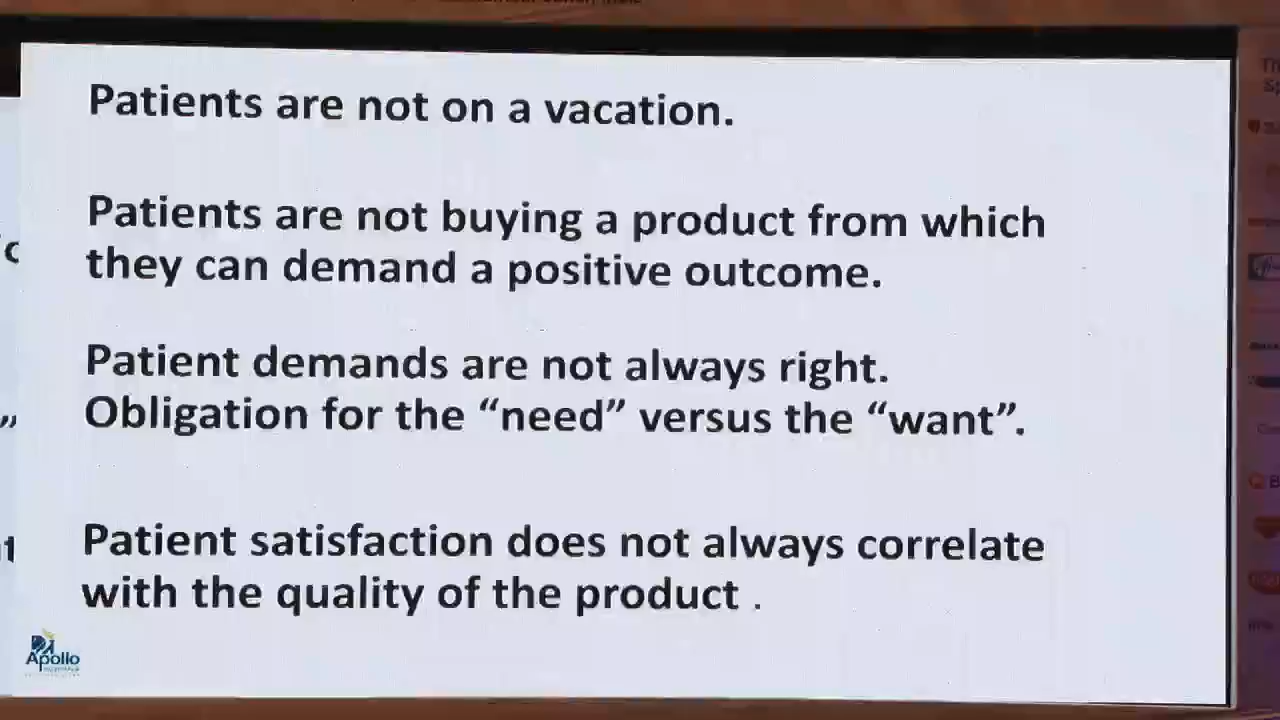 Patients are not on a vacation.
Patients are not buying a product from which
they can demand a positive outcome.
Patient demands are not always right.
Obligation for the “need” versus the “want”.
Patient satisfaction does not always correlate
with the quality of the product .
Apollo